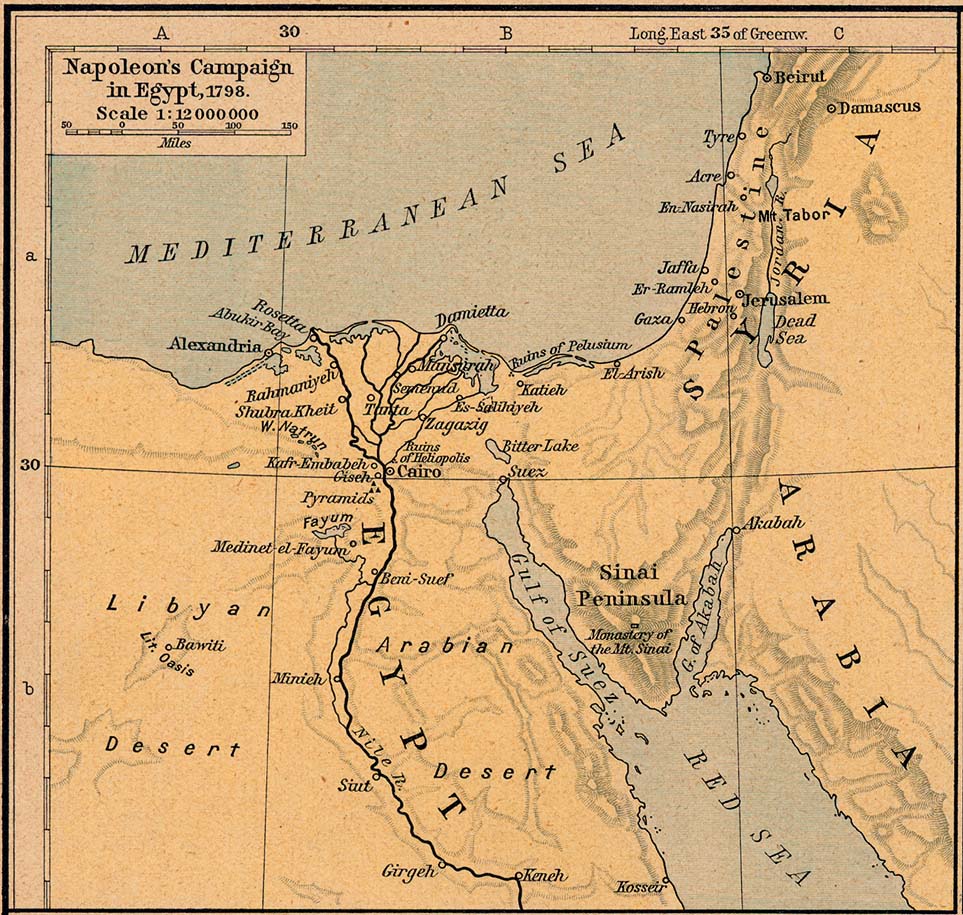 A 30 B Long. East 35 of Greenw. C
Napoleon's Campaign
in Egypt, 1798.
Scale 1:12000000
50 0 50 100 150
Miles
Beirut
Damascus
MEDITERRANEAN SEA
Tyre
Acre
En-Nasirah
Mt. Tabor
Jordan R.
Palestine
SYRIA
a
Jaffa
Er-Ramleh
Jerusalem
Hebron
Gaza
Dead
Sea
Rosetta
Abukir Bay
Damietta
Alexandria
Ruins of Pelusium
El-Arish
Mansurah
Rahmaniyeh
Semenud
Katieh
Shubra Kheit
Tanta
Es-Salihiyeh
W. Natrun
Zagazig
Bitter Lake
Ruins
of Heliopolis
30
Kafr-Embabeh
Cairo
Suez
Giseh
Pyramids
Fayum
Akabah
Medinet-el-Fayum
Beni-Suef
EGYPT
ARABIA
Sinai
Peninsula
Gulf of Suez
G. of Akabah
Monastery of
the Mt. Sinai
Libyan
Desert
Lit. Oasis
Bawiti
Arabian
Desert
b
Minieh
Nile R.
Siut
RED SEA
Girgeh
Keneh
Kosseir